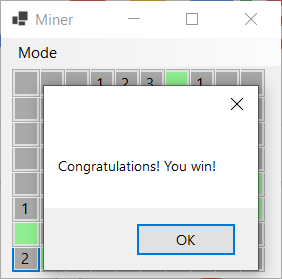 Miner
Mode
1 2 3 1
Congratulations! You win!
1
OK
2